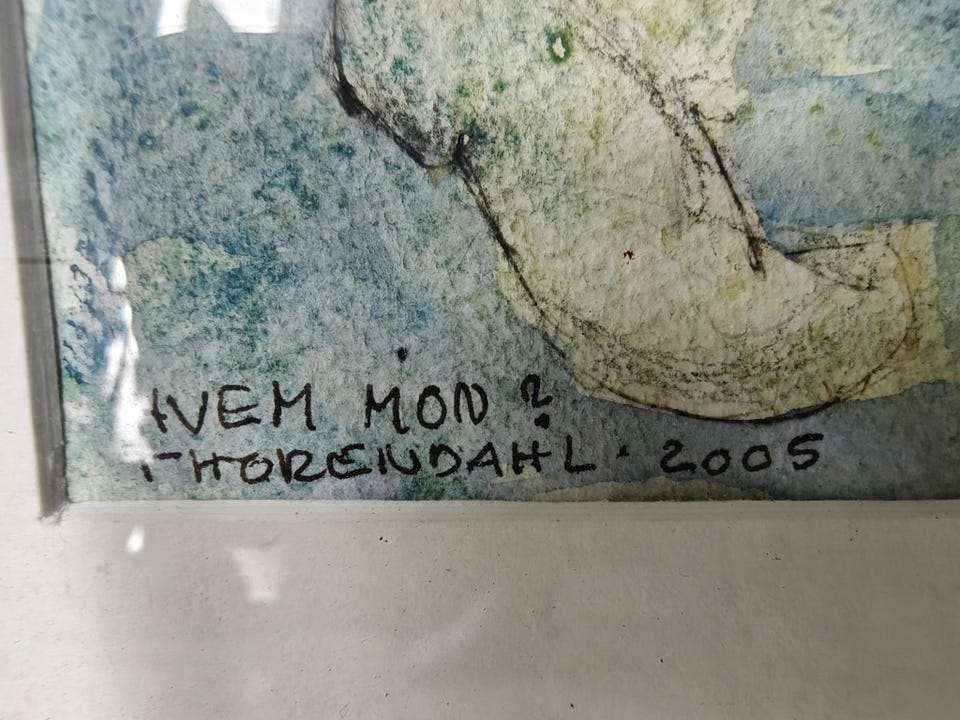 HVEM MON?
THORENDAHL · 2005